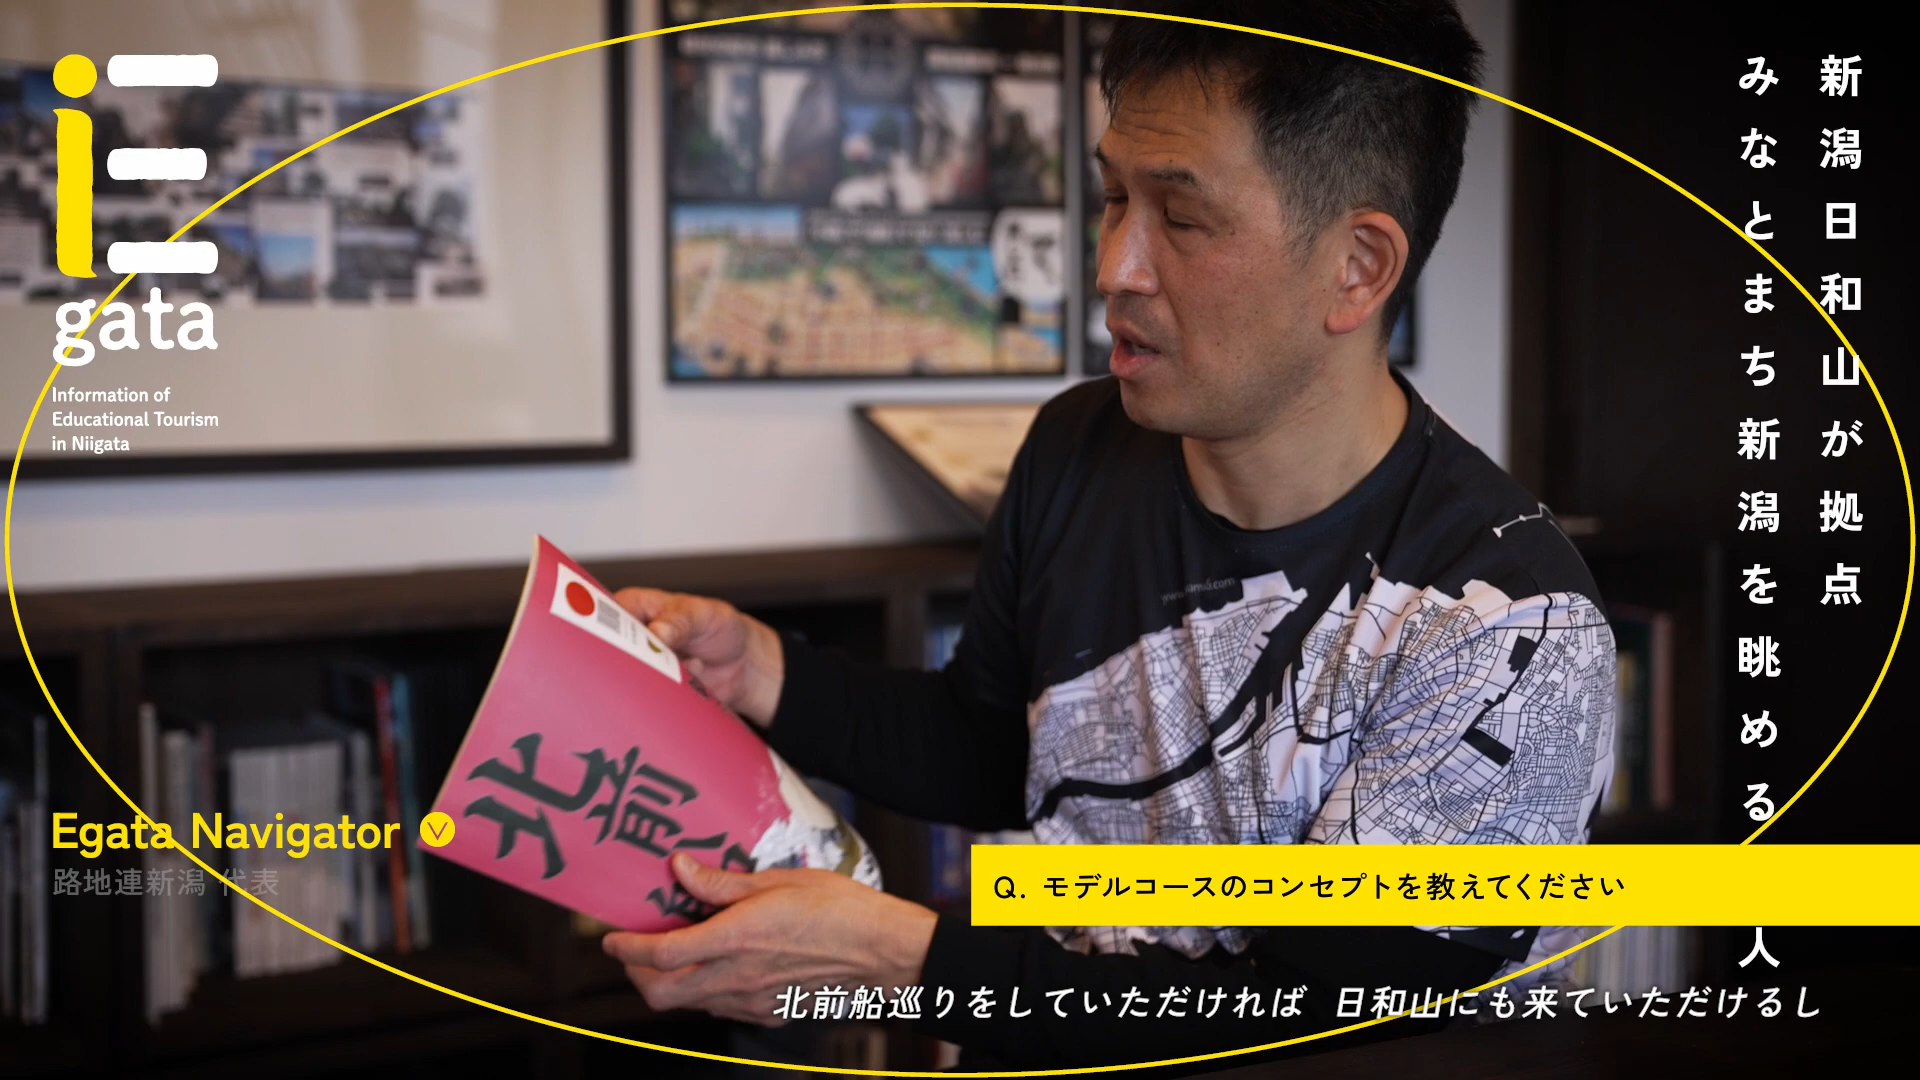 iE
gata
Information of
Educational Tourism
in Niigata
新潟日和山が拠点
みなとまち新潟を眺める
人
北前
Egata Navigator
路地連新潟 代表
Q. モデルコースのコンセプトを教えてください
北前船巡りをしていただければ 日和山にも来ていただけるし